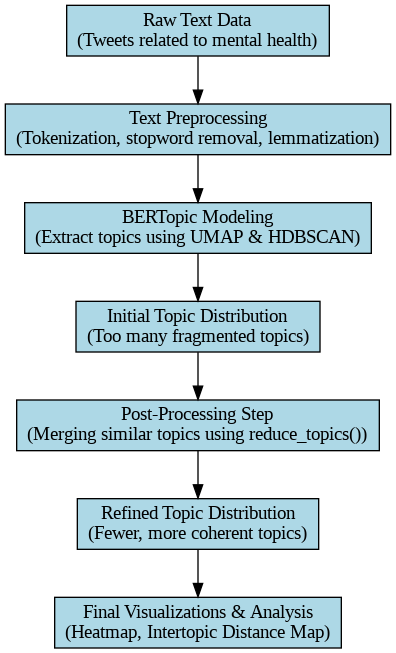 Raw Text Data
(Tweets related to mental health)
Text Preprocessing
(Tokenization, stopword removal, lemmatization)
BERTopic Modeling
(Extract topics using UMAP & HDBSCAN)
Initial Topic Distribution
(Too many fragmented topics)
Post-Processing Step
(Merging similar topics using reduce_topics())
Refined Topic Distribution
(Fewer, more coherent topics)
Final Visualizations & Analysis
(Heatmap, Intertopic Distance Map)